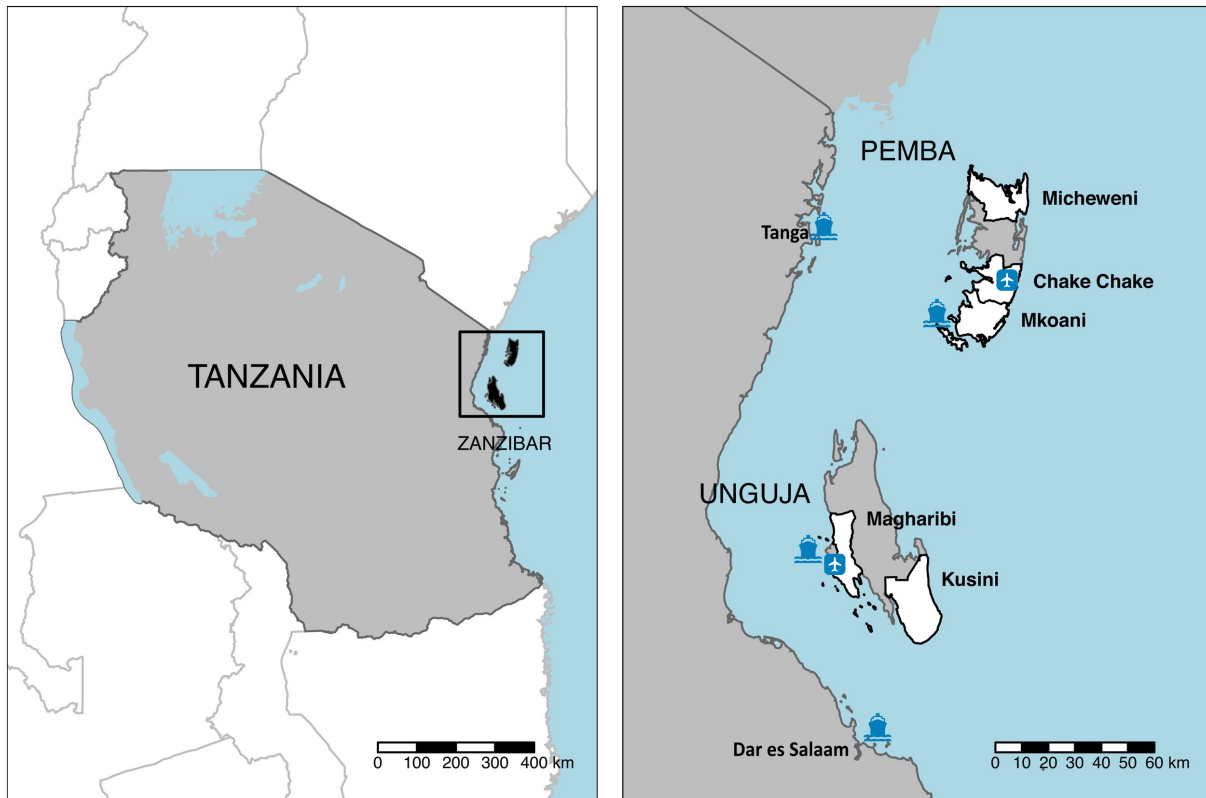 TANZANIA
ZANZIBAR
0 100 200 300 400 km
PEMBA
Micheweni
Tanga
Chake Chake
Mkoani
UNGUJA
Magharibi
Kusini
Dar es Salaam
0 10 20 30 40 50 60 km